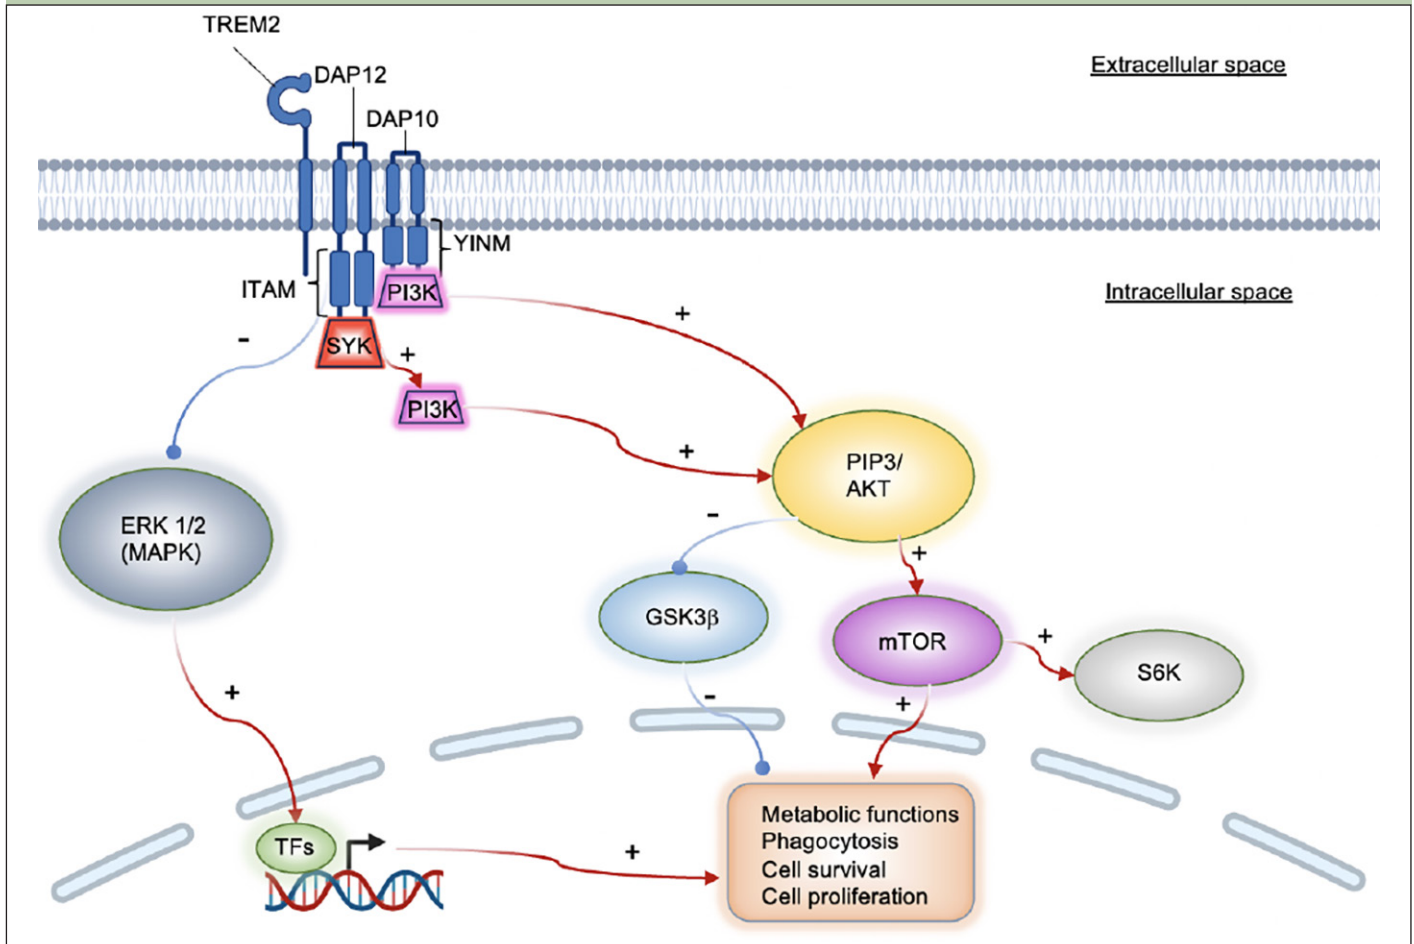 TREM2
DAP12
Extracellular space
DAP10
YINM
ITAM
PI3K
Intracellular space
-
+
SYK
+
PI3K
+
PIP3/
AKT
-
ERK 1/2
(MAPK)
+
GSK3β
mTOR
+
S6K
+
-
+
Metabolic functions
Phagocytosis
Cell survival
Cell proliferation
TFs
+